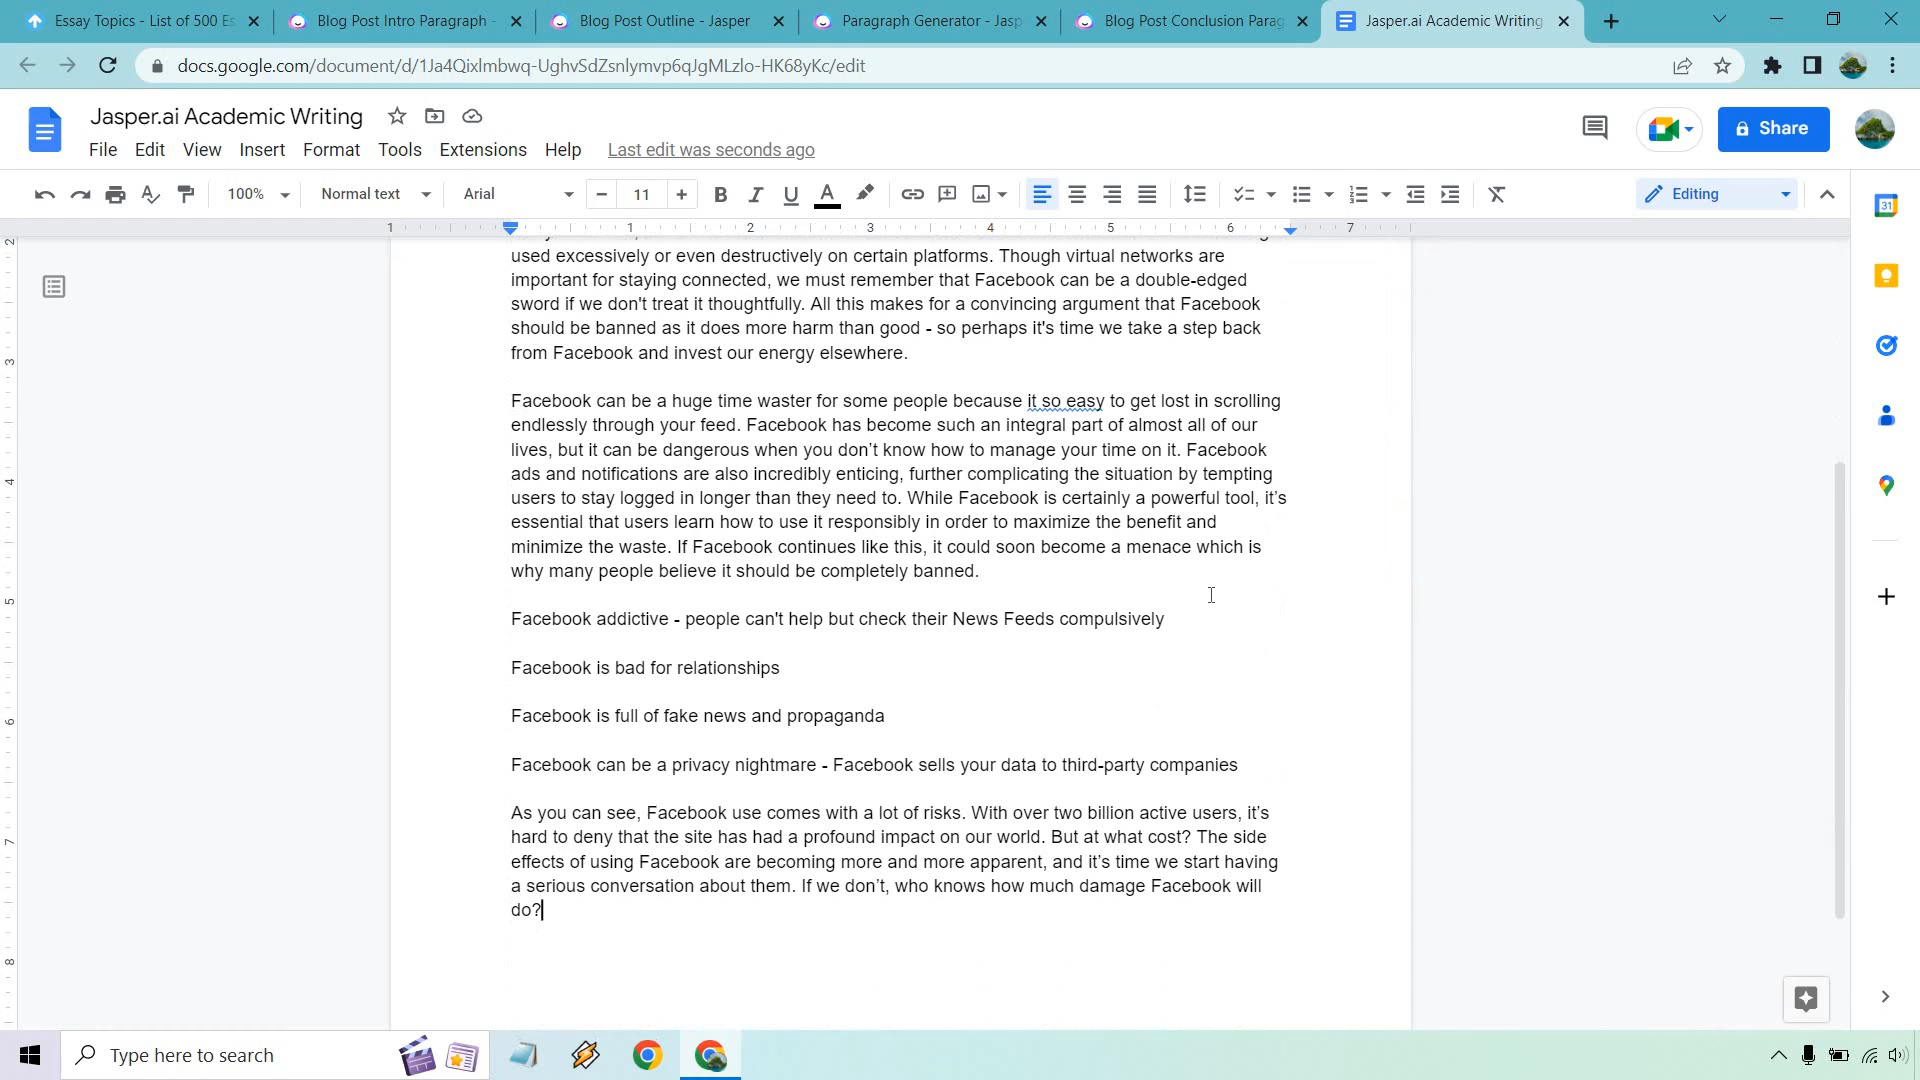 Essay Topics - List of 500 Es
Blog Post Intro Paragraph -
Blog Post Outline - Jasper
Paragraph Generator - Jasp
Blog Post Conclusion Parag
Jasper.ai Academic Writing
docs.google.com/document/d/1Ja4Qixlmbwq-UghvSdZsnlymvp6qJgMLzlo-HK68yKc/edit
Jasper.ai Academic Writing
Share
File Edit View Insert Format Tools Extensions Help Last edit was seconds ago
100% Normal text Arial 11 Editing
1 1 2 3 4 5 6 7
used excessively or even destructively on certain platforms. Though virtual networks are
important for staying connected, we must remember that Facebook can be a double-edged
sword if we don't treat it thoughtfully. All this makes for a convincing argument that Facebook
should be banned as it does more harm than good - so perhaps it's time we take a step back
from Facebook and invest our energy elsewhere.
Facebook can be a huge time waster for some people because it so easy to get lost in scrolling
endlessly through your feed. Facebook has become such an integral part of almost all of our
lives, but it can be dangerous when you don’t know how to manage your time on it. Facebook
ads and notifications are also incredibly enticing, further complicating the situation by tempting
users to stay logged in longer than they need to. While Facebook is certainly a powerful tool, it’s
essential that users learn how to use it responsibly in order to maximize the benefit and
minimize the waste. If Facebook continues like this, it could soon become a menace which is
why many people believe it should be completely banned.
Facebook addictive - people can't help but check their News Feeds compulsively
Facebook is bad for relationships
Facebook is full of fake news and propaganda
Facebook can be a privacy nightmare - Facebook sells your data to third-party companies
As you can see, Facebook use comes with a lot of risks. With over two billion active users, it’s
hard to deny that the site has had a profound impact on our world. But at what cost? The side
effects of using Facebook are becoming more and more apparent, and it’s time we start having
a serious conversation about them. If we don’t, who knows how much damage Facebook will
do?
2
3
4
5
6
7
8
31
Type here to search